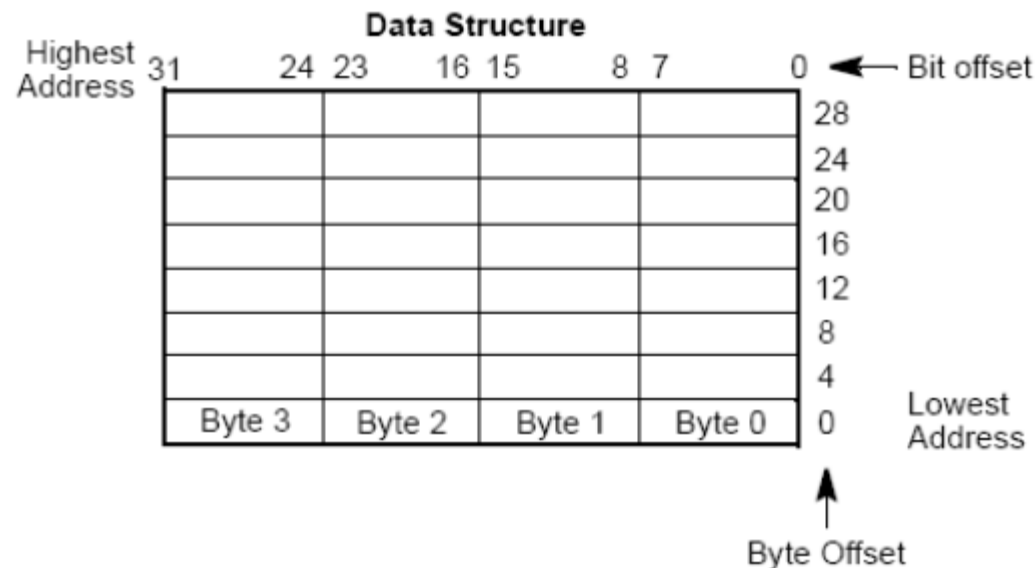 Data Structure
Highest
Address
31 24 23 16 15 8 7 0 Bit offset
28
24
20
16
12
8
4
Byte 3 Byte 2 Byte 1 Byte 0 0
Lowest
Address
Byte Offset